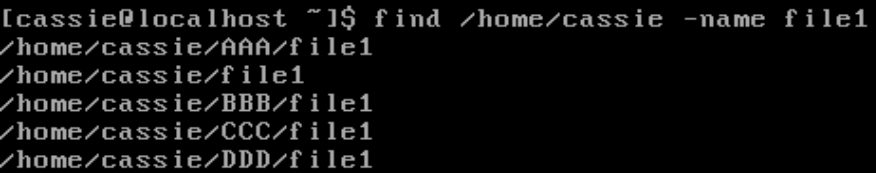 [cassie@localhost ~]$ find /home/cassie -name file1
/home/cassie/AAA/file1
/home/cassie/file1
/home/cassie/BBB/file1
/home/cassie/CCC/file1
/home/cassie/DDD/file1